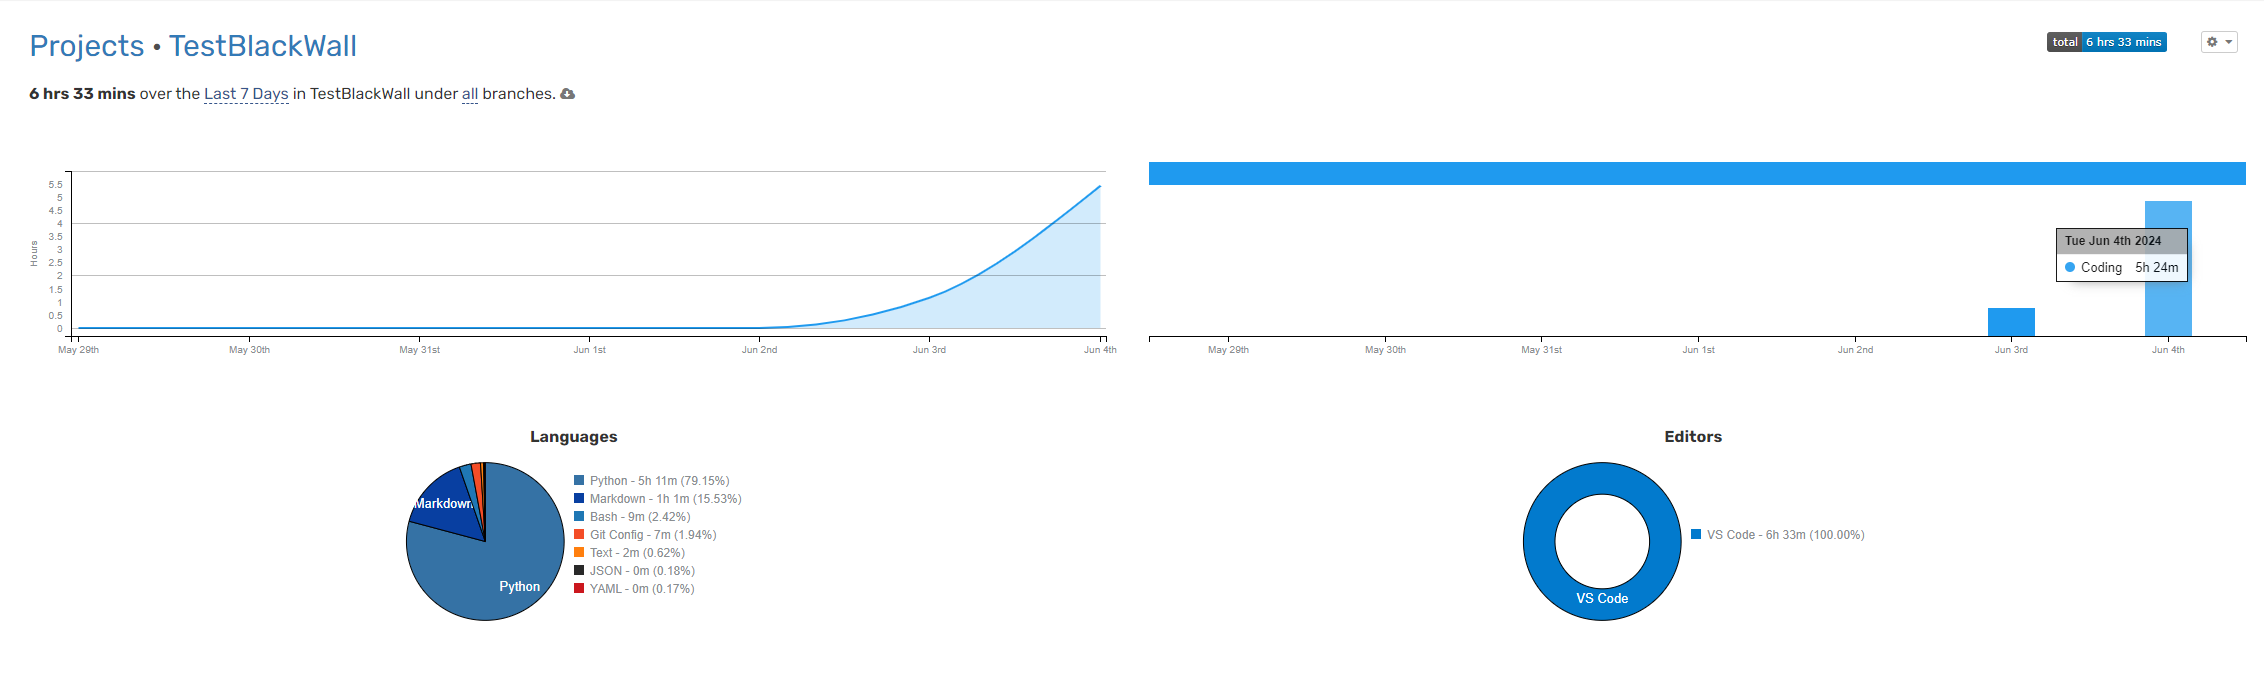 Projects • TestBlackWall
total 6 hrs 33 mins
6 hrs 33 mins over the Last 7 Days in TestBlackWall under all branches.
Hours
5.5
5
4.5
4
3.5
3
2.5
2
1.5
1
0.5
0
May 29th May 30th May 31st Jun 1st Jun 2nd Jun 3rd Jun 4th
Tue Jun 4th 2024
Coding 5h 24m
May 29th May 30th May 31st Jun 1st Jun 2nd Jun 3rd Jun 4th
Languages
Markdown
Python
Python - 5h 11m (79.15%)
Markdown - 1h 1m (15.53%)
Bash - 9m (2.42%)
Git Config - 7m (1.94%)
Text - 2m (0.62%)
JSON - 0m (0.18%)
YAML - 0m (0.17%)
Editors
VS Code
VS Code - 6h 33m (100.00%)